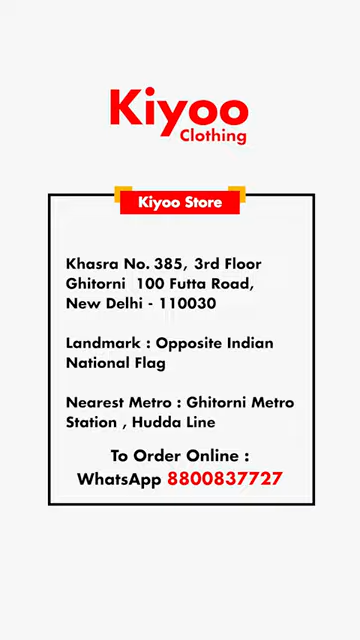 Kiyoo
Clothing
Kiyoo Store
Khasra No. 385, 3rd Floor
Ghitorni 100 Futta Road,
New Delhi - 110030
Landmark : Opposite Indian
National Flag
Nearest Metro : Ghitorni Metro
Station , Hudda Line
To Order Online :
WhatsApp 8800837727